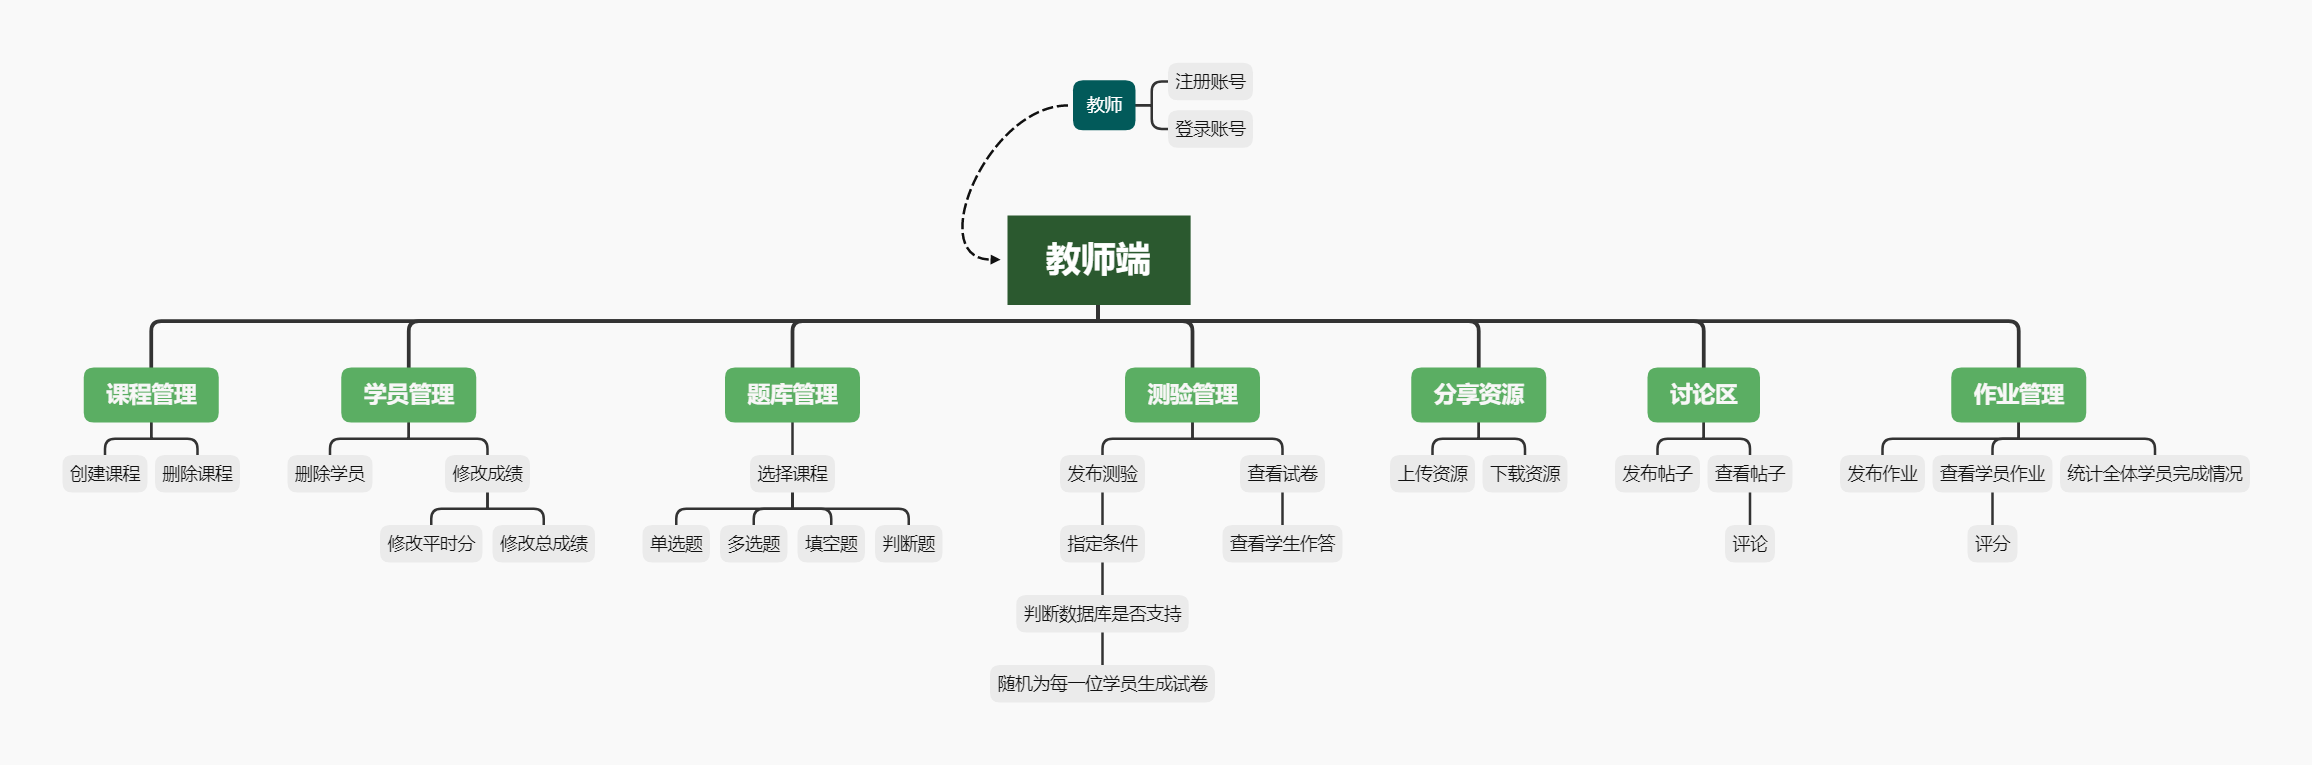 注册账号
教师
登录账号
教师端
课程管理
学员管理
题库管理
测验管理
分享资源
讨论区
作业管理
创建课程
删除课程
删除学员
修改成绩
选择课程
发布测验
查看试卷
上传资源
下载资源
发布帖子
查看帖子
发布作业
查看学员作业
统计全体学员完成情况
修改平时分
修改总成绩
单选题
多选题
填空题
判断题
指定条件
查看学生作答
评论
评分
判断数据库是否支持
随机为每一位学员生成试卷